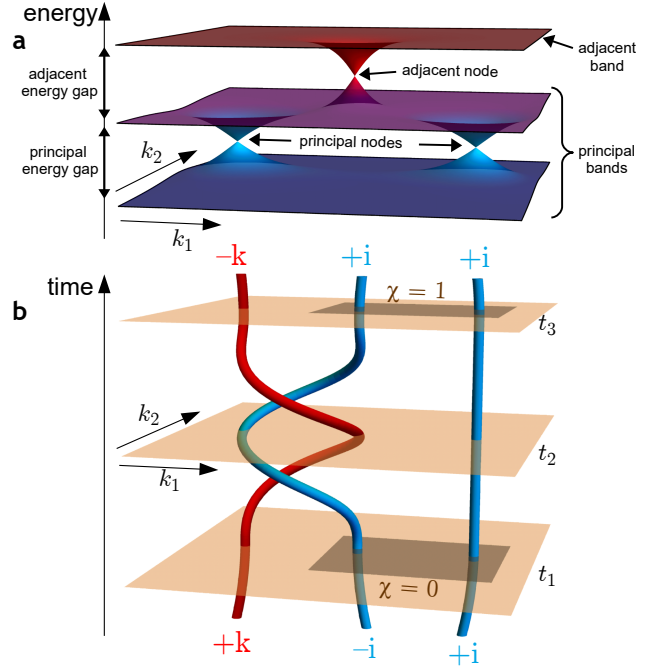 energy
a
adjacent
energy gap
adjacent node
adjacent
band
principal
energy gap
principal nodes
principal
bands
k₂
k₁
–k
+i
+i
time
b
χ = 1
t₃
k₂
k₁
t₂
χ = 0
t₁
+k
–i
+i